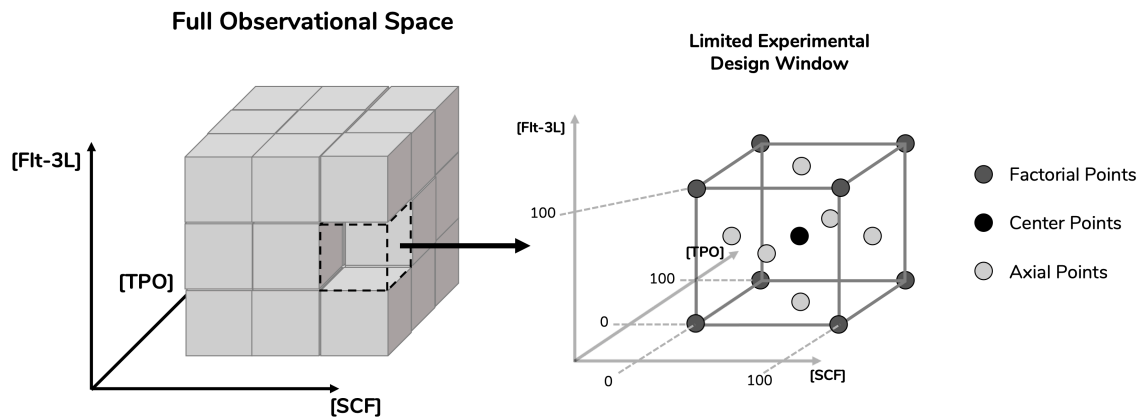 Full Observational Space
[Flt-3L]
[TPO]
[SCF]
Limited Experimental
Design Window
[Flt-3L]
100
[TPO]
100
0
0
100
[SCF]
Factorial Points
Center Points
Axial Points